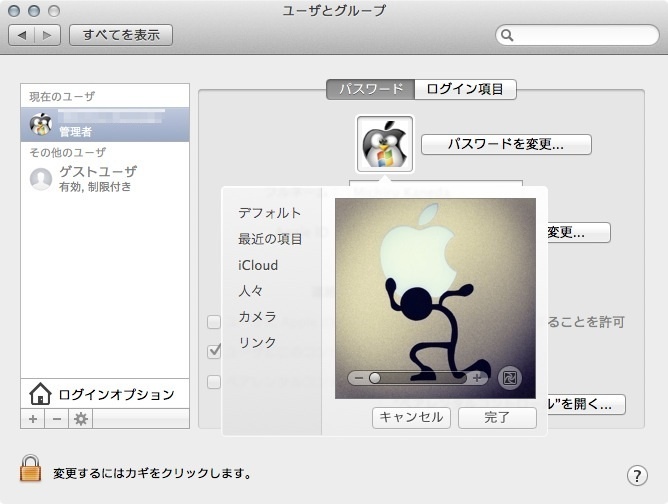 ユーザとグループ
すべてを表示
パスワード
ログイン項目
現在のユーザ
管理者
その他のユーザ
ゲストユーザ
有効, 制限付き
パスワードを変更...
デフォルト
最近の項目
iCloud
人々
カメラ
リンク
変更...
ることを許可
ル"を開く...
キャンセル
完了
ログインオプション
変更するにはカギをクリックします。